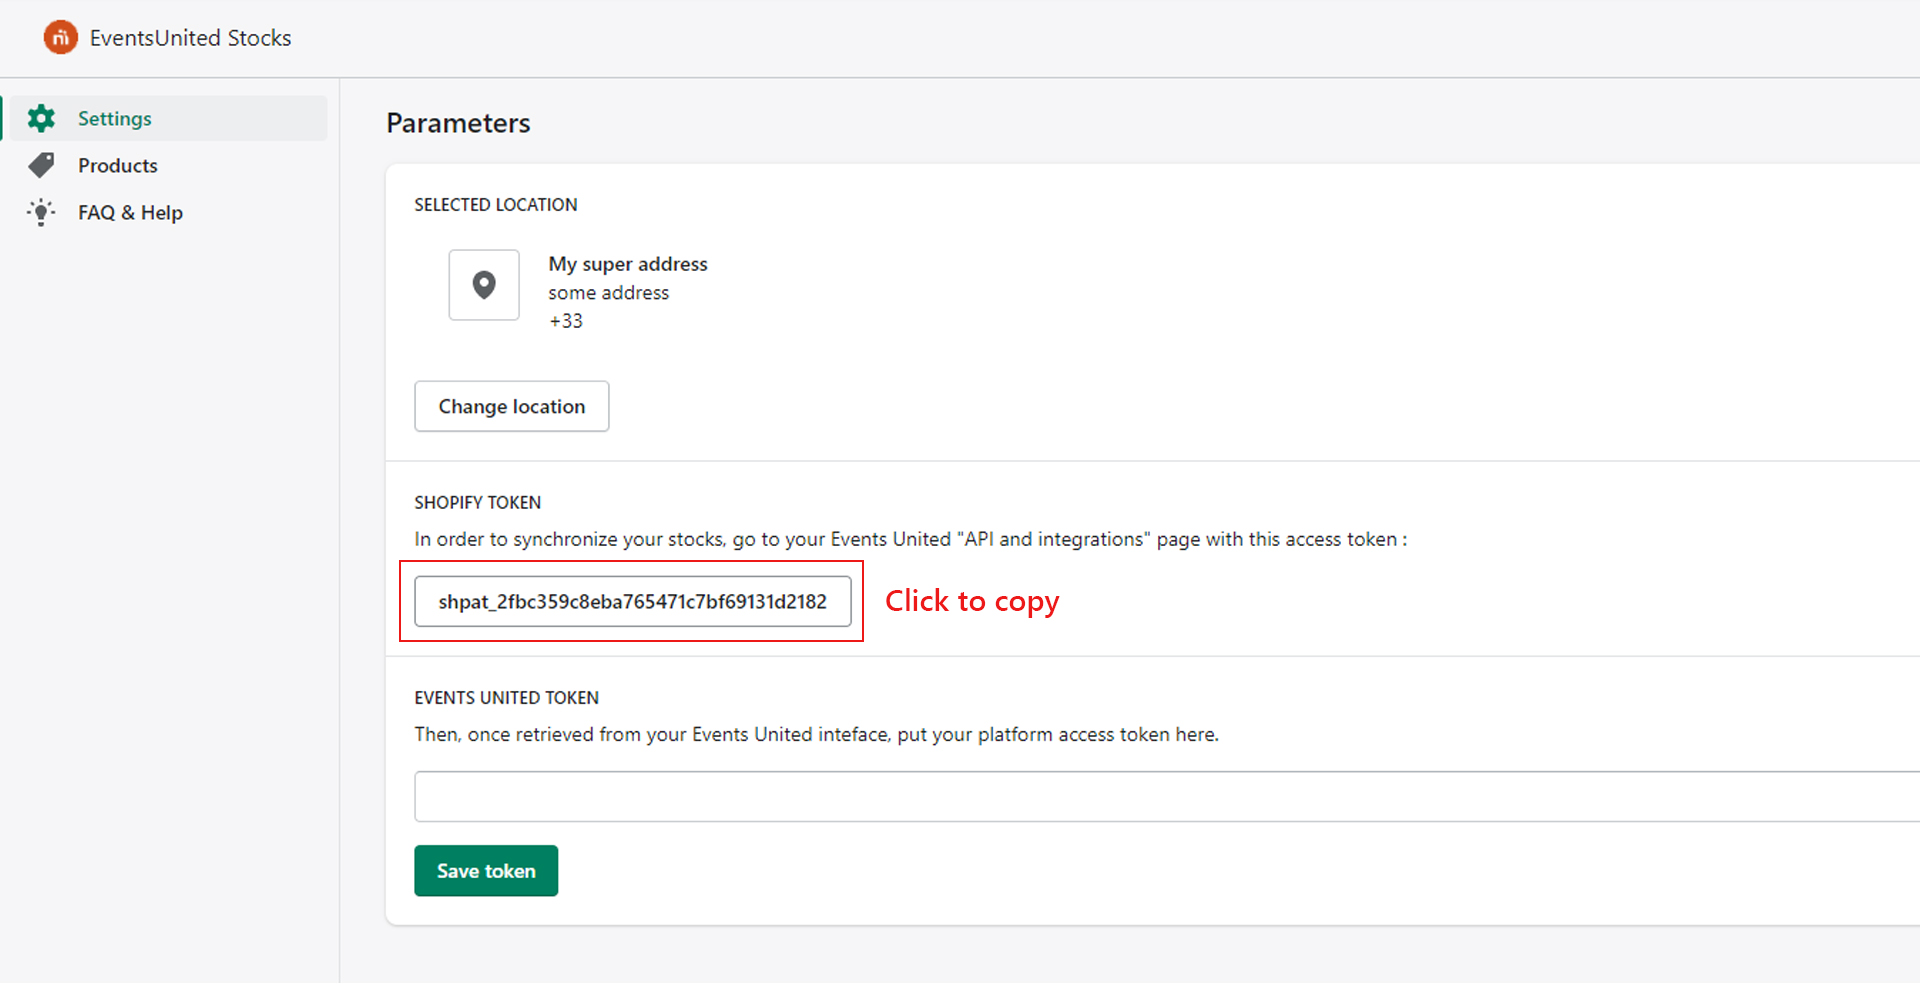 EventsUnited Stocks
Settings
Products
FAQ & Help
Parameters
SELECTED LOCATION
My super address
some address
+33
Change location
SHOPIFY TOKEN
In order to synchronize your stocks, go to your Events United "API and integrations" page with this access token :
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
Click to copy
EVENTS UNITED TOKEN
Then, once retrieved from your Events United inteface, put your platform access token here.
Save token